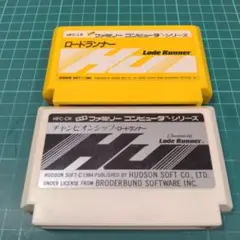 HFC-LR ファミリー コンピュータ シリーズ
ロードランナー
Lode Runner
HUDSON SOFT
HFC-CR ファミリー コンピュータ シリーズ
チャンピオンシップ・ロードランナー
Championship
Lode Runner
HUDSON SOFT © 1984 PUBLISHED BY HUDSON SOFT CO., LTD.
UNDER LICENSE FROM BRODERBUND SOFTWARE INC.